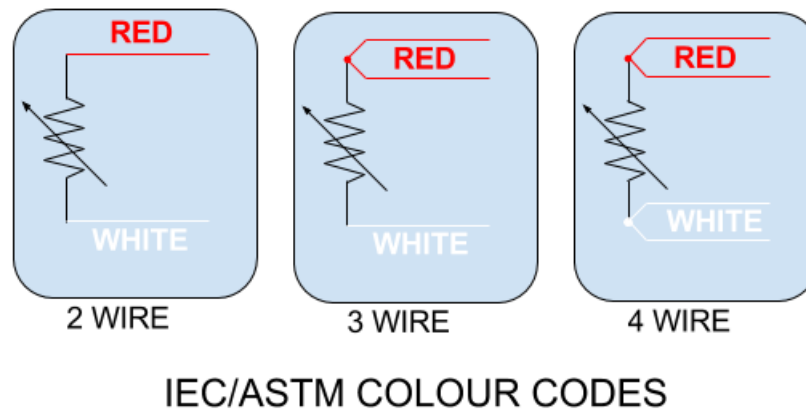 RED
WHITE
2 WIRE
RED
WHITE
3 WIRE
RED
WHITE
4 WIRE
IEC/ASTM COLOUR CODES